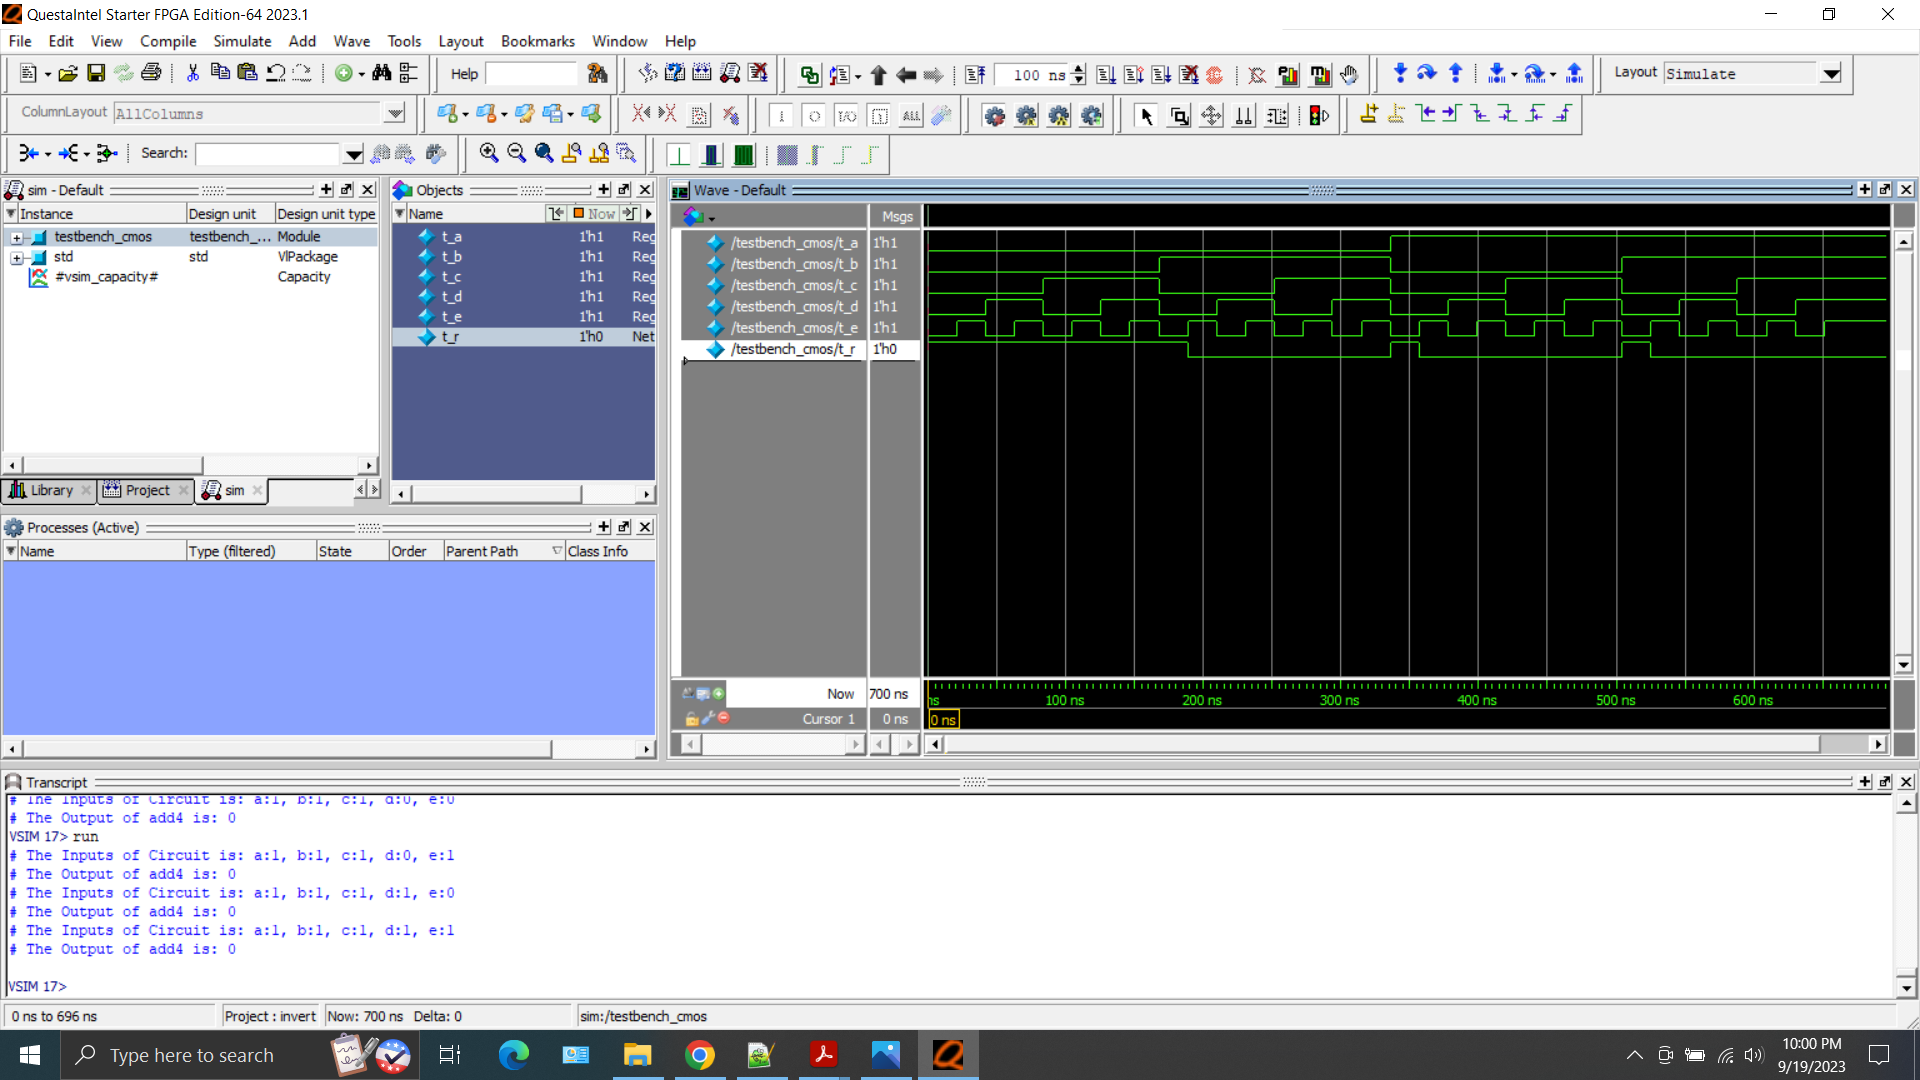 QuestaIntel Starter FPGA Edition-64 2023.1
File Edit View Compile Simulate Add Wave Tools Layout Bookmarks Window Help
Help
100 ns
Layout Simulate
ColumnLayout AllColumns
I/O
ALL
Search:
sim - Default
Instance Design unit Design unit type
testbench_cmos testbench_... Module
std std VlPackage
#vsim_capacity# Capacity
Library Project sim
Objects
Name Now
t_a 1'h1 Reg
t_b 1'h1 Reg
t_c 1'h1 Reg
t_d 1'h1 Reg
t_e 1'h1 Reg
t_r 1'h0 Net
Processes (Active)
Name Type (filtered) State Order Parent Path Class Info
Wave - Default
Msgs
/testbench_cmos/t_a 1'h1
/testbench_cmos/t_b 1'h1
/testbench_cmos/t_c 1'h1
/testbench_cmos/t_d 1'h1
/testbench_cmos/t_e 1'h1
/testbench_cmos/t_r 1'h0
Now 700 ns
ns 100 ns 200 ns 300 ns 400 ns 500 ns 600 ns
Cursor 1 0 ns
0 ns
Transcript
# The Inputs of Circuit is: a:1, b:1, c:1, d:0, e:0
# The Output of add4 is: 0
VSIM 17> run
# The Inputs of Circuit is: a:1, b:1, c:1, d:0, e:1
# The Output of add4 is: 0
# The Inputs of Circuit is: a:1, b:1, c:1, d:1, e:0
# The Output of add4 is: 0
# The Inputs of Circuit is: a:1, b:1, c:1, d:1, e:1
# The Output of add4 is: 0
VSIM 17>
0 ns to 696 ns Project : invert Now: 700 ns Delta: 0 sim:/testbench_cmos
Type here to search
10:00 PM
9/19/2023